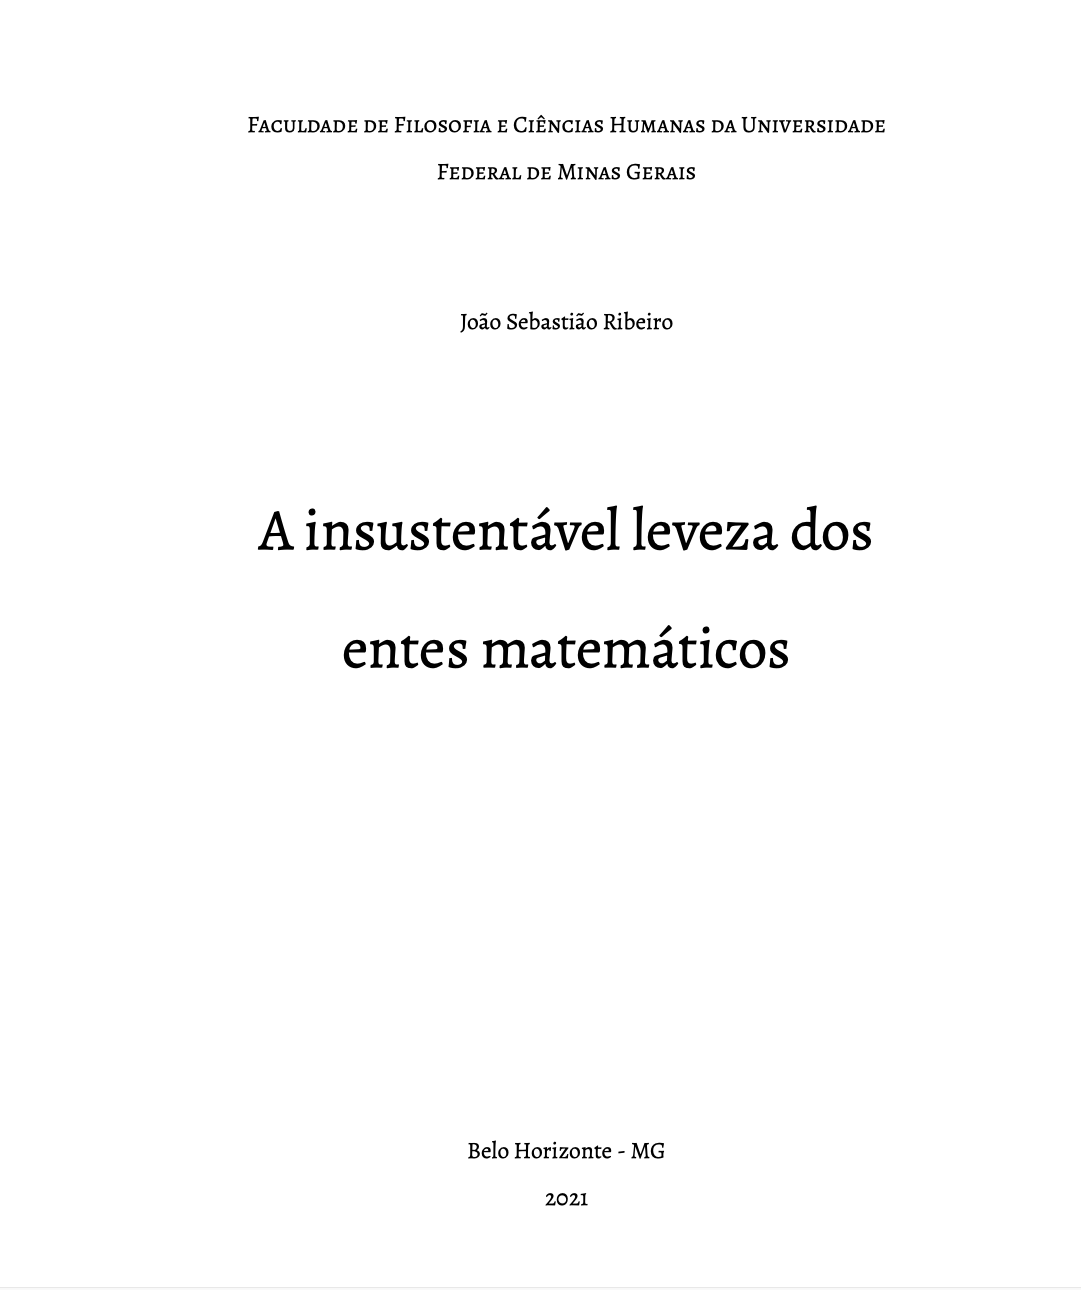 Faculdade de Filosofia e Ciências Humanas da Universidade
Federal de Minas Gerais
João Sebastião Ribeiro
A insustentável leveza dos
entes matemáticos
Belo Horizonte - MG
2021